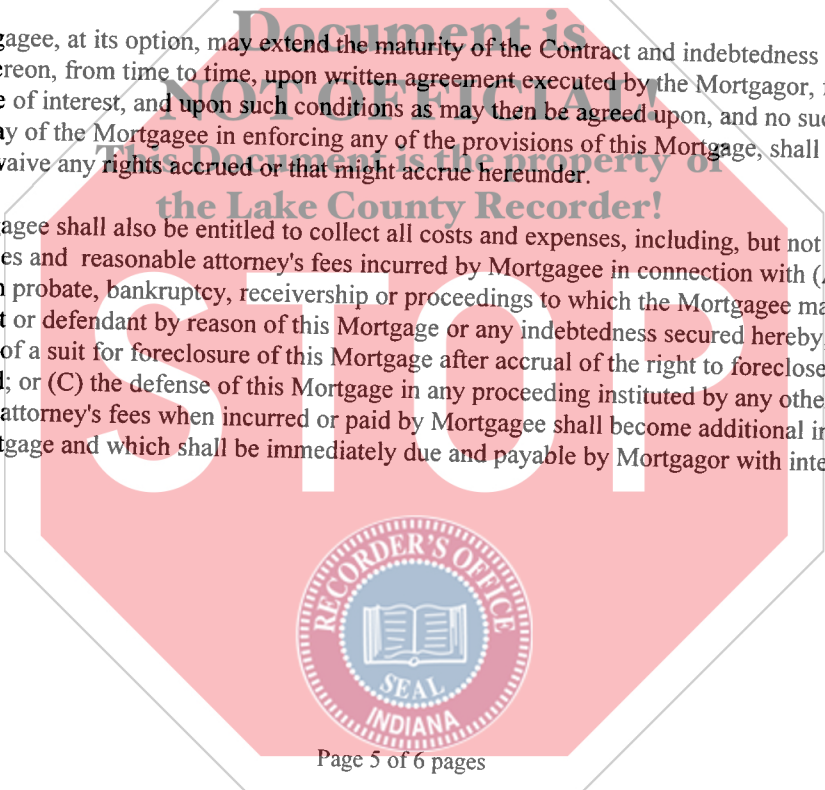 Document is
gagee, at its option, may extend the maturity of the Contract and indebtedness
ereon, from time to time, upon written agreement executed by the Mortgagor,
NOT OFFICIAL!
e of interest, and upon such conditions as may then be agreed upon, and no suc
ay of the Mortgagee in enforcing any of the provisions of this Mortgage, shall
This Document is the property of
waive any rights accrued or that might accrue hereunder.
the Lake County Recorder!
agee shall also be entitled to collect all costs and expenses, including, but not
es and reasonable attorney's fees incurred by Mortgagee in connection with (
n probate, bankruptcy, receivership or proceedings to which the Mortgagee ma
t or defendant by reason of this Mortgage or any indebtedness secured hereby
of a suit for foreclosure of this Mortgage after accrual of the right to foreclose
d; or (C) the defense of this Mortgage in any proceeding instituted by any othe
attorney's fees when incurred or paid by Mortgagee shall become additional in
tgage and which shall be immediately due and payable by Mortgagor with inte
STOP
RECORDER'S OFFICE
SEAL
INDIANA
Page 5 of 6 pages